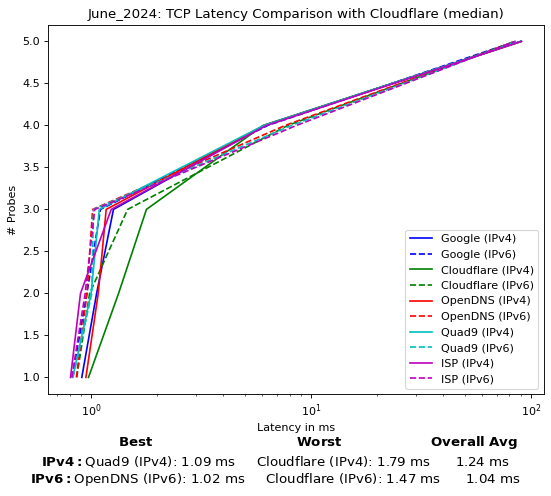 June_2024: TCP Latency Comparison with Cloudflare (median)
5.0
4.5
4.0
3.5
3.0
2.5
2.0
1.5
1.0
# Probes
Google (IPv4)
Google (IPv6)
Cloudflare (IPv4)
Cloudflare (IPv6)
OpenDNS (IPv4)
OpenDNS (IPv6)
Quad9 (IPv4)
Quad9 (IPv6)
ISP (IPv4)
ISP (IPv6)
10⁰ 10¹ 10²
Latency in ms
Best Worst Overall Avg
IPv4: Quad9 (IPv4): 1.09 ms Cloudflare (IPv4): 1.79 ms 1.24 ms
IPv6: OpenDNS (IPv6): 1.02 ms Cloudflare (IPv6): 1.47 ms 1.04 ms